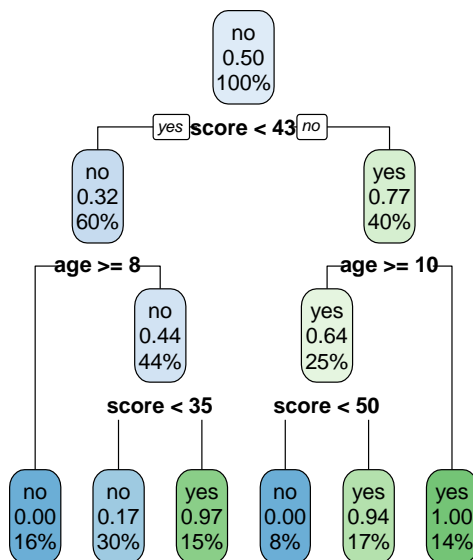 no
0.50
100%
yes score < 43 no
no
0.32
60%
yes
0.77
40%
age >= 8
age >= 10
no
0.44
44%
yes
0.64
25%
score < 35
score < 50
no
0.00
16%
no
0.17
30%
yes
0.97
15%
no
0.00
8%
yes
0.94
17%
yes
1.00
14%